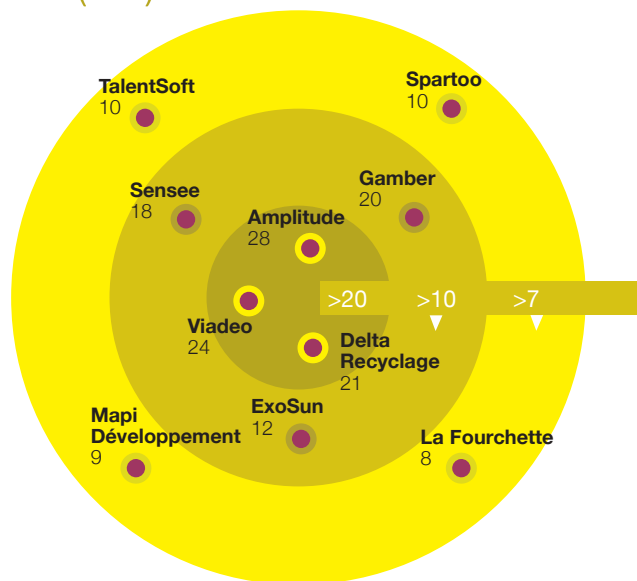 TalentSoft
10
Spartoo
10
Sensee
18
Gamber
20
Amplitude
28
>20
>10
>7
Viadeo
24
Delta
Recyclage
21
ExoSun
12
Mapi
Développement
9
La Fourchette
8